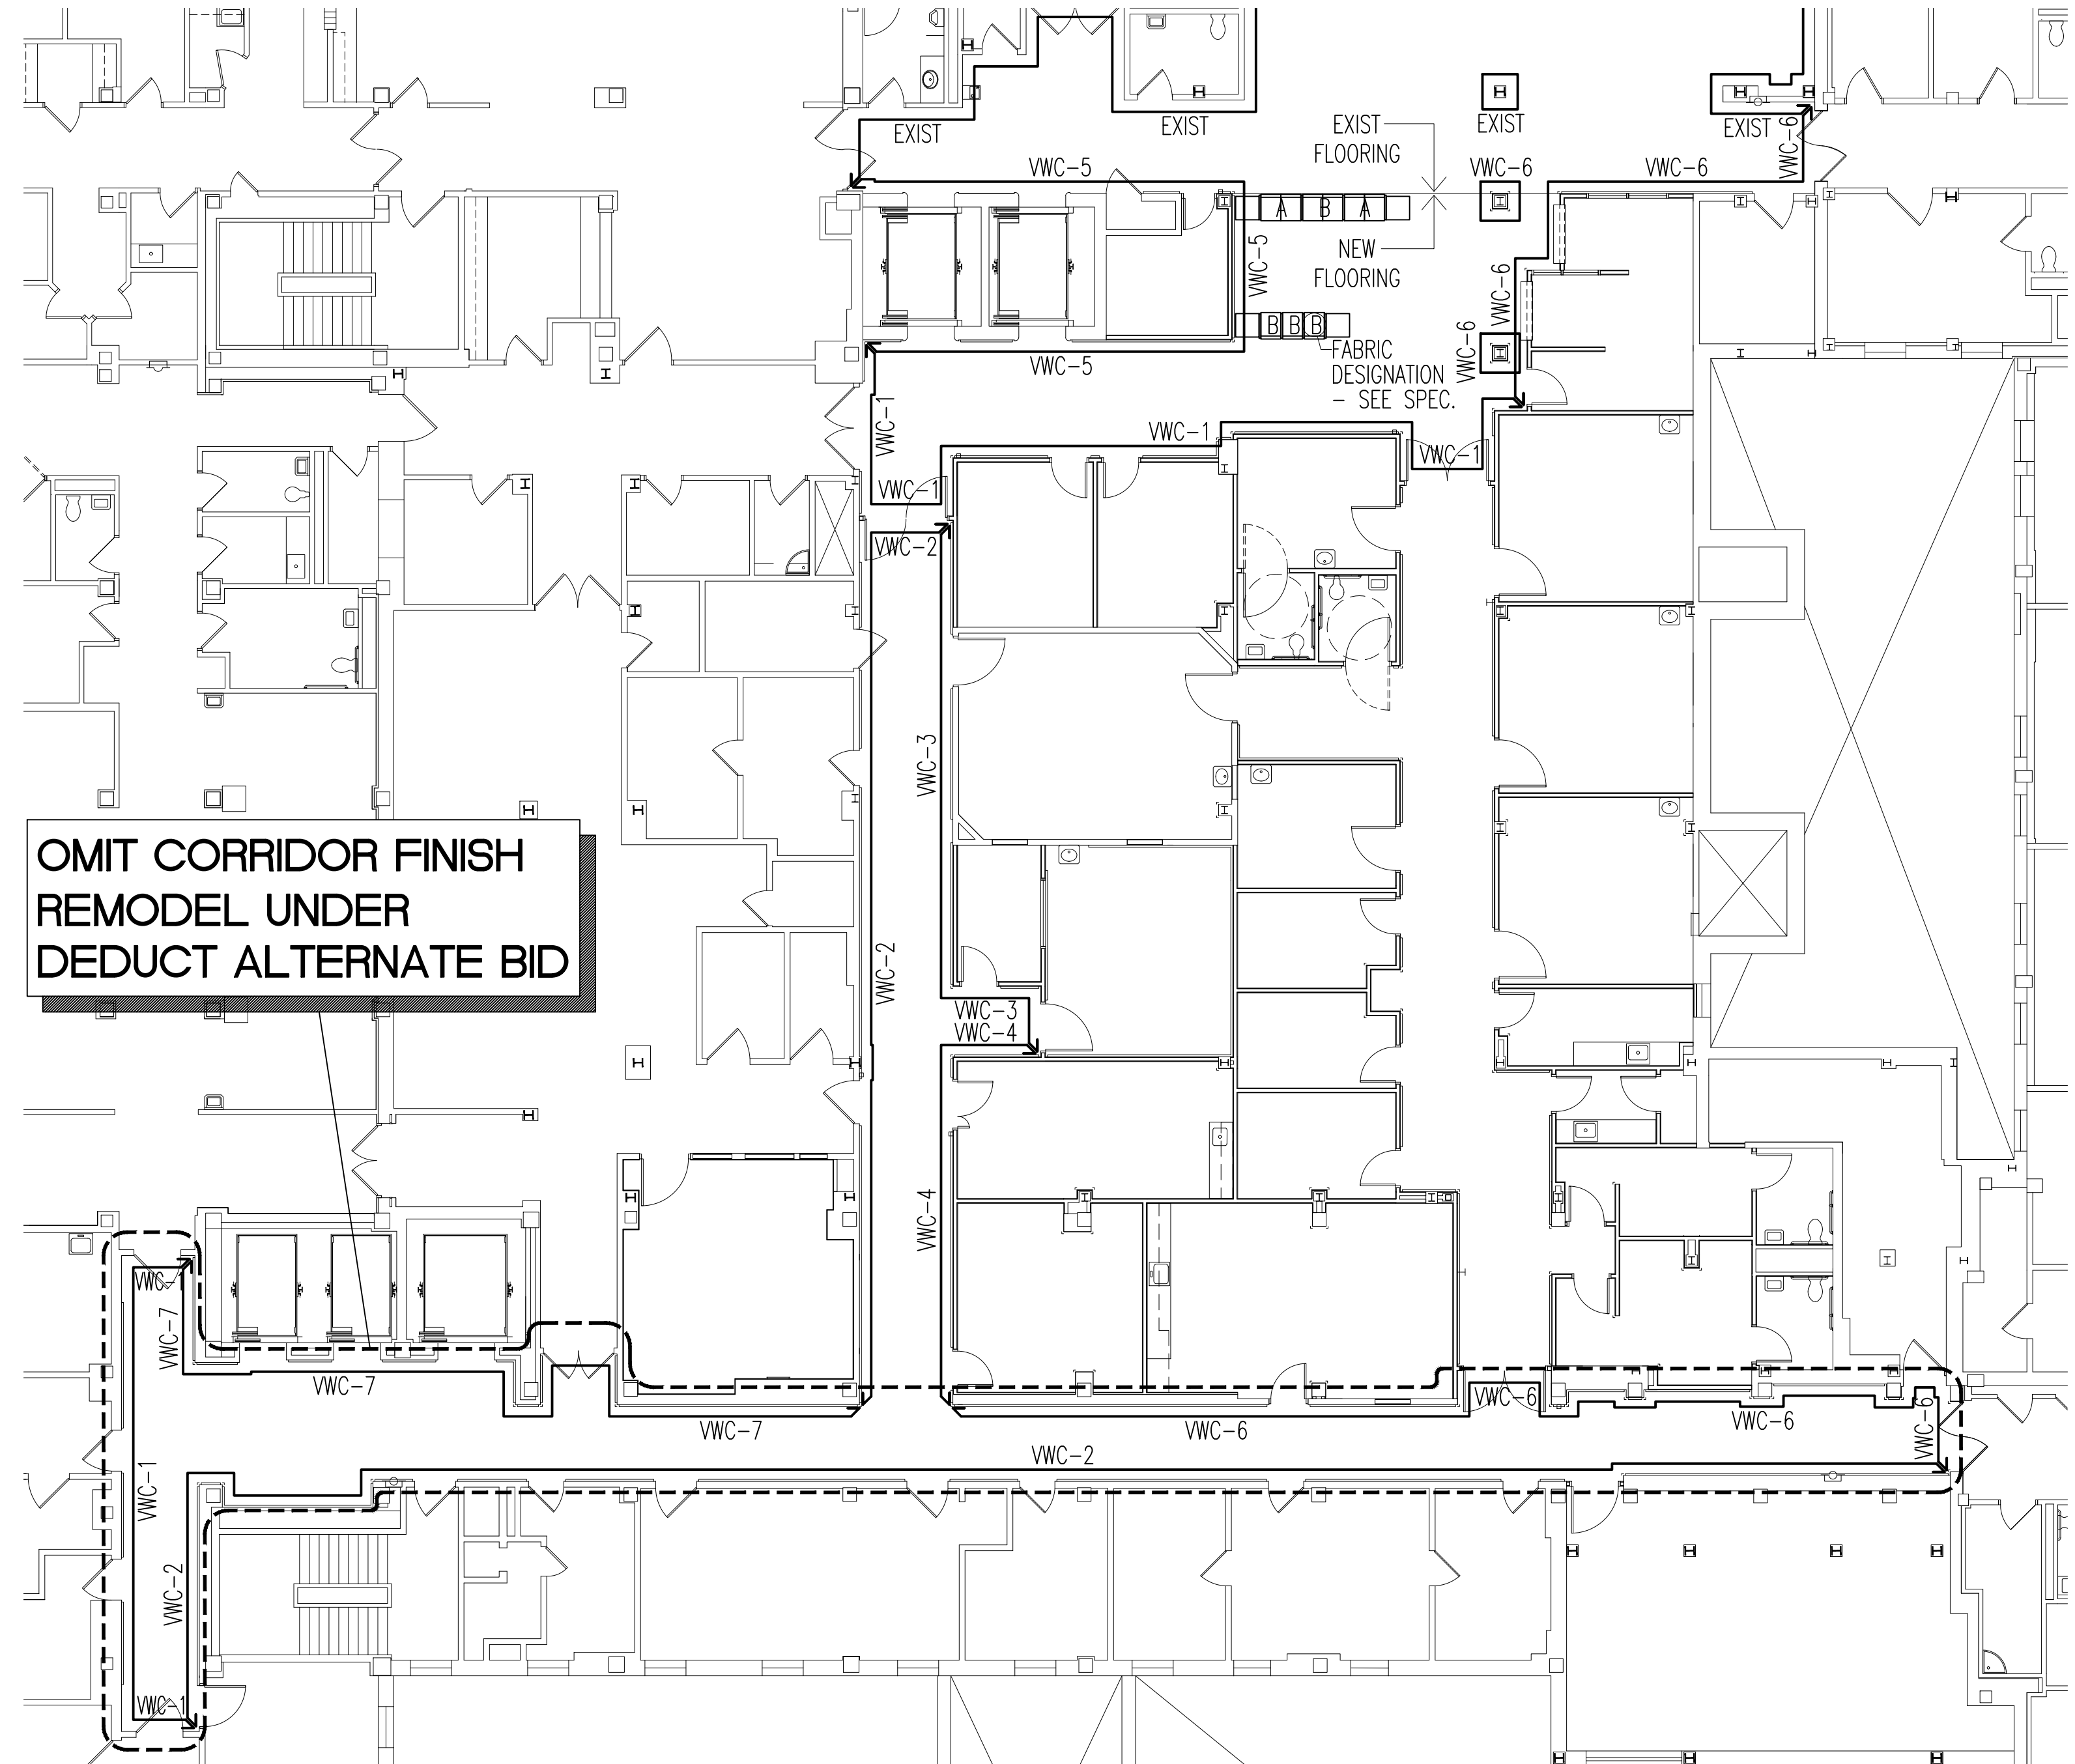 EXIST
EXIST
EXIST
FLOORING
EXIST
EXIST
VWC-6
VWC-5
VWC-6
VWC-6
A B A
VWC-5
NEW
FLOORING
VWC-6
B B B
VWC-6
VWC-5
FABRIC
DESIGNATION
- SEE SPEC.
VWC-1
VWC-1
VWC-1
VWC-1
VWC-2
VWC-3
OMIT CORRIDOR FINISH
REMODEL UNDER
DEDUCT ALTERNATE BID
VWC-2
VWC-3
VWC-4
VWC-4
VWC-1
VWC-7
VWC-7
VWC-7
VWC-6
VWC-6
VWC-6
VWC-6
VWC-2
VWC-1
VWC-2
VWC-1